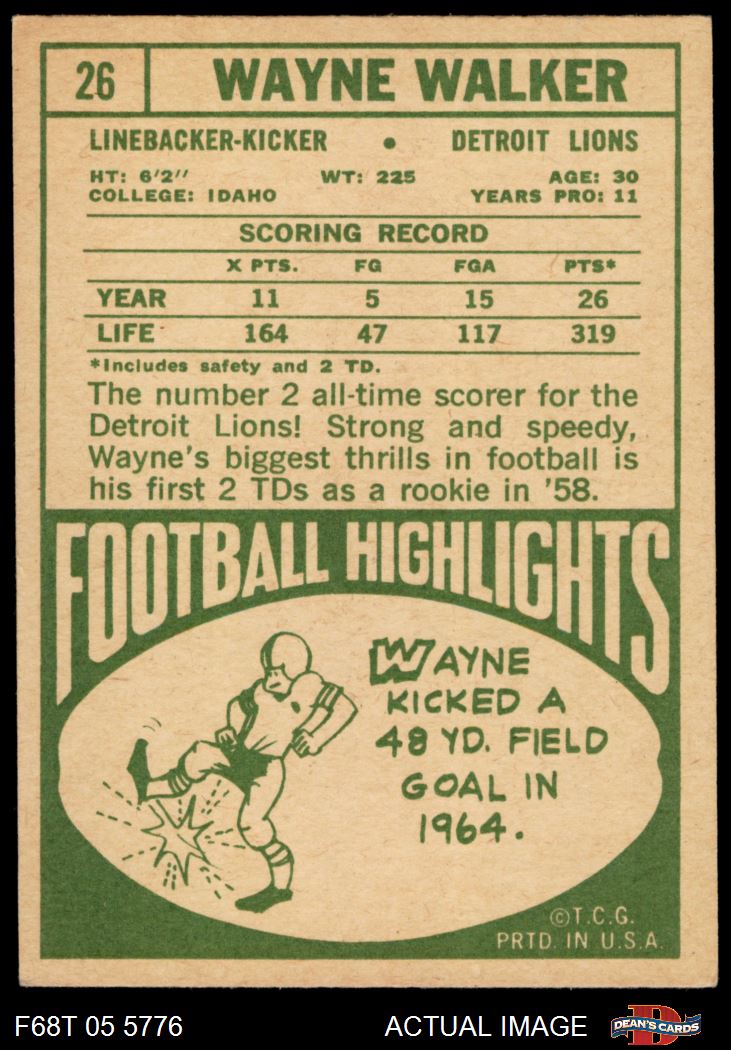 26 WAYNE WALKER
LINEBACKER-KICKER • DETROIT LIONS
HT: 6'2" WT: 225 AGE: 30
COLLEGE: IDAHO YEARS PRO: 11
SCORING RECORD
X PTS. FG FGA PTS*
YEAR 11 5 15 26
LIFE 164 47 117 319
*Includes safety and 2 TD.
The number 2 all-time scorer for the
Detroit Lions! Strong and speedy,
Wayne's biggest thrills in football is
his first 2 TDs as a rookie in '58.
FOOTBALL HIGHLIGHTS
WAYNE
KICKED A
48 YD. FIELD
GOAL IN
1964.
©T.C.G.
PRTD. IN U.S.A.
F68T 05 5776 ACTUAL IMAGE D DEAN'S CARDS